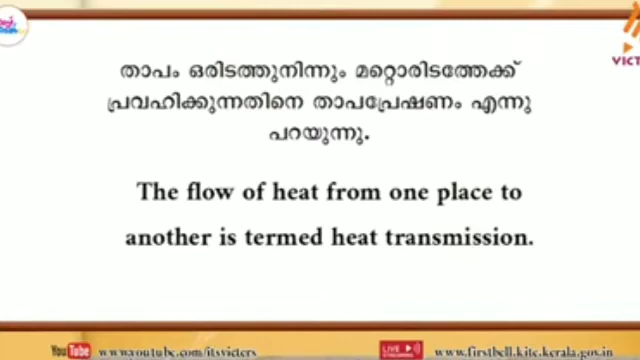 താപം ഒരിടത്തുനിന്നും മറ്റൊരിടത്തേക്ക്
പ്രവഹിക്കുന്നതിനെ താപപ്രേഷണം എന്നു
പറയുന്നു.
The flow of heat from one place to
another is termed heat transmission.
YouTube www.youtube.com/itsvicters LIVE www.firstbell.kite.kerala.gov.in